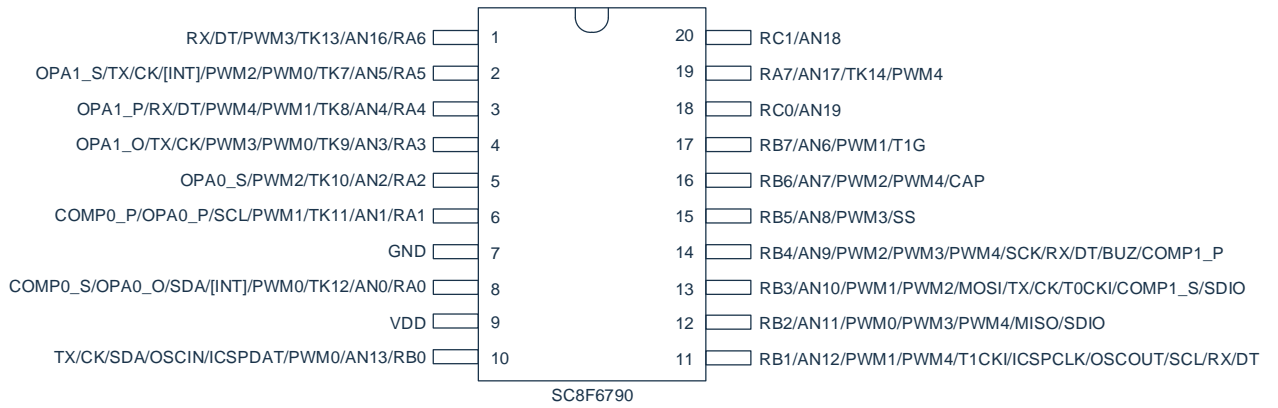 RX/DT/PWM3/TK13/AN16/RA6 1 20 RC1/AN18
OPA1_S/TX/CK/[INT]/PWM2/PWM0/TK7/AN5/RA5 2 19 RA7/AN17/TK14/PWM4
OPA1_P/RX/DT/PWM4/PWM1/TK8/AN4/RA4 3 18 RC0/AN19
OPA1_O/TX/CK/PWM3/PWM0/TK9/AN3/RA3 4 17 RB7/AN6/PWM1/T1G
OPA0_S/PWM2/TK10/AN2/RA2 5 16 RB6/AN7/PWM2/PWM4/CAP
COMP0_P/OPA0_P/SCL/PWM1/TK11/AN1/RA1 6 15 RB5/AN8/PWM3/SS
GND 7 14 RB4/AN9/PWM2/PWM3/PWM4/SCK/RX/DT/BUZ/COMP1_P
COMP0_S/OPA0_O/SDA/[INT]/PWM0/TK12/AN0/RA0 8 13 RB3/AN10/PWM1/PWM2/MOSI/TX/CK/T0CKI/COMP1_S/SDIO
VDD 9 12 RB2/AN11/PWM0/PWM3/PWM4/MISO/SDIO
TX/CK/SDA/OSCIN/ICSPDAT/PWM0/AN13/RB0 10 11 RB1/AN12/PWM1/PWM4/T1CKI/ICSPCLK/OSCOUT/SCL/RX/DT
SC8F6790